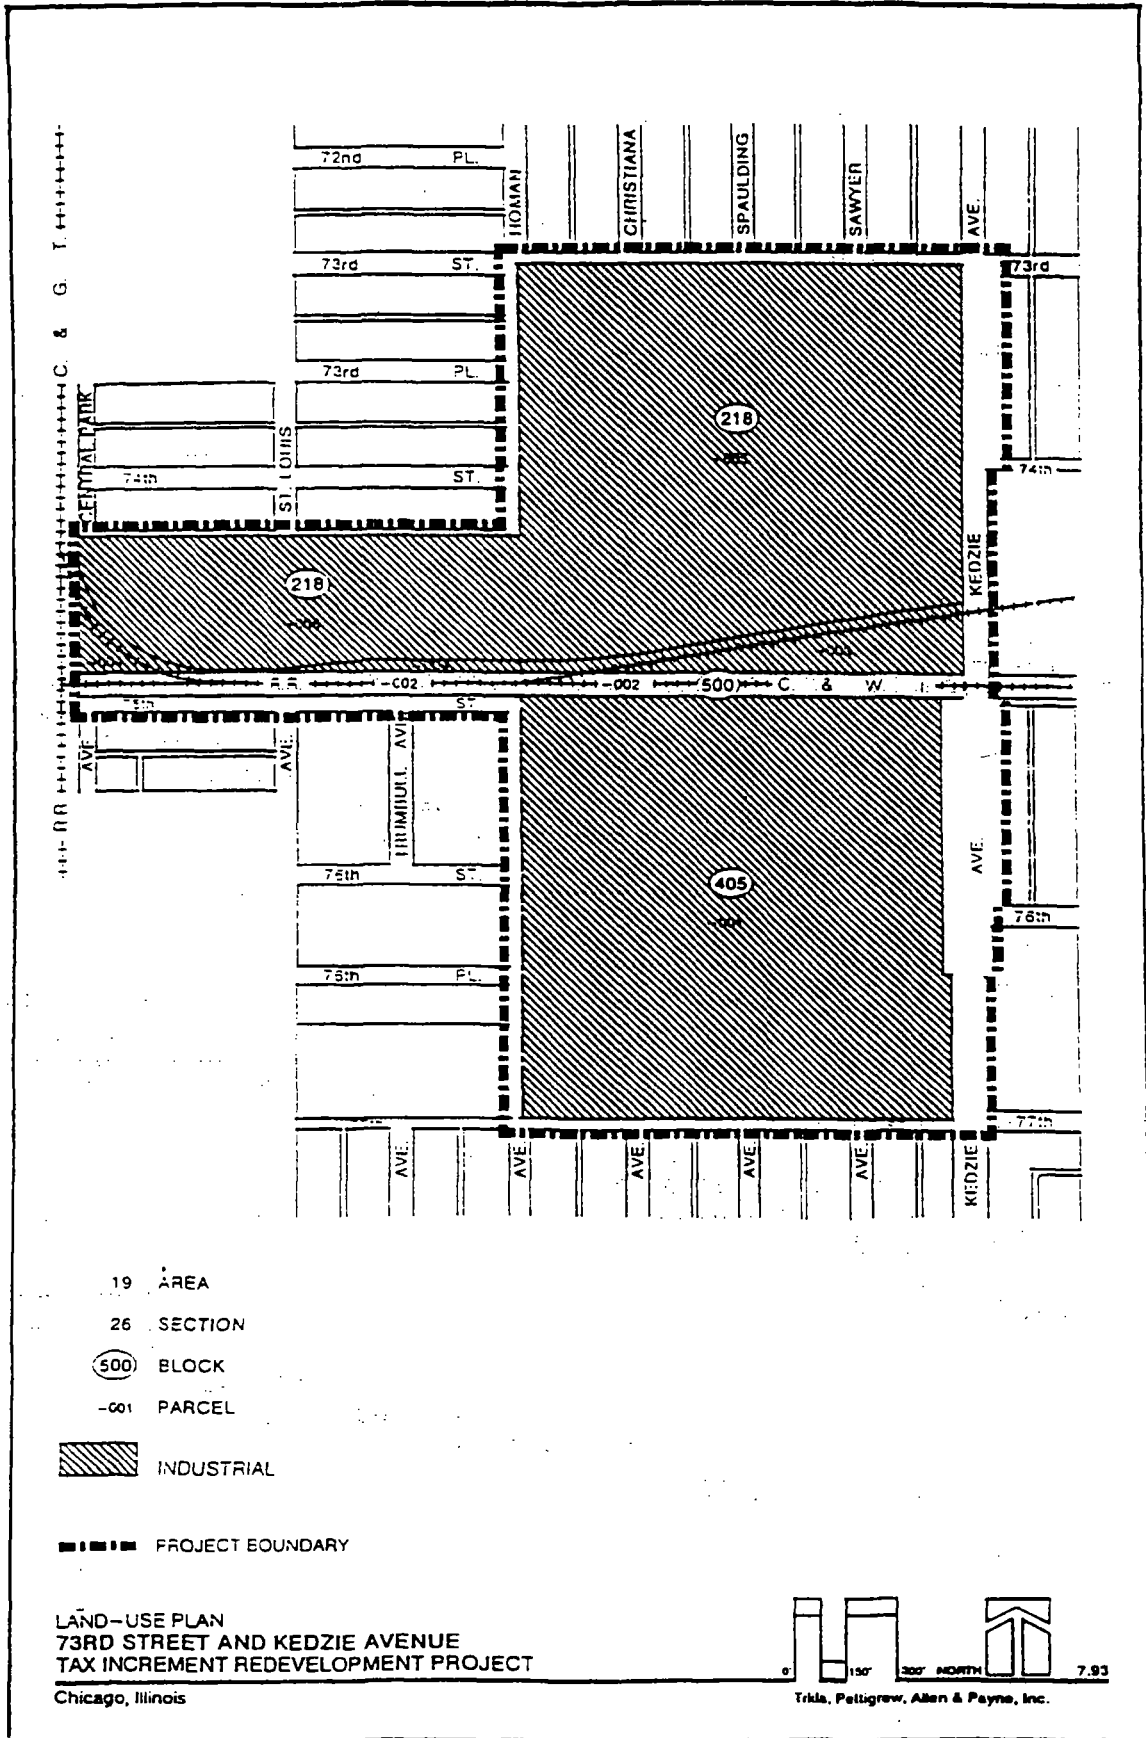 72nd PL.
HOMAN
CHRISTIANA
SPAULDING
SAWYER
AVE.
C. & G. T.
73rd ST.
73rd
73rd PL.
218
74th ST.
ST. LOUIS
74th
KEDZIE
218
R.R. -002 -002 500 C. & W. I.
75th ST.
AVE.
AVE.
TRUMBULL AVE.
RR
AVE.
76th ST.
405
76th
76th PL.
77th
AVE.
AVE.
AVE.
AVE.
AVE.
KEDZIE
19 AREA
26 SECTION
500 BLOCK
-001 PARCEL
INDUSTRIAL
PROJECT BOUNDARY
LAND-USE PLAN
73RD STREET AND KEDZIE AVENUE
TAX INCREMENT REDEVELOPMENT PROJECT
0' 150' 300' NORTH 7.93
Chicago, Illinois
Trkla, Pettigrew, Allen & Payne, Inc.